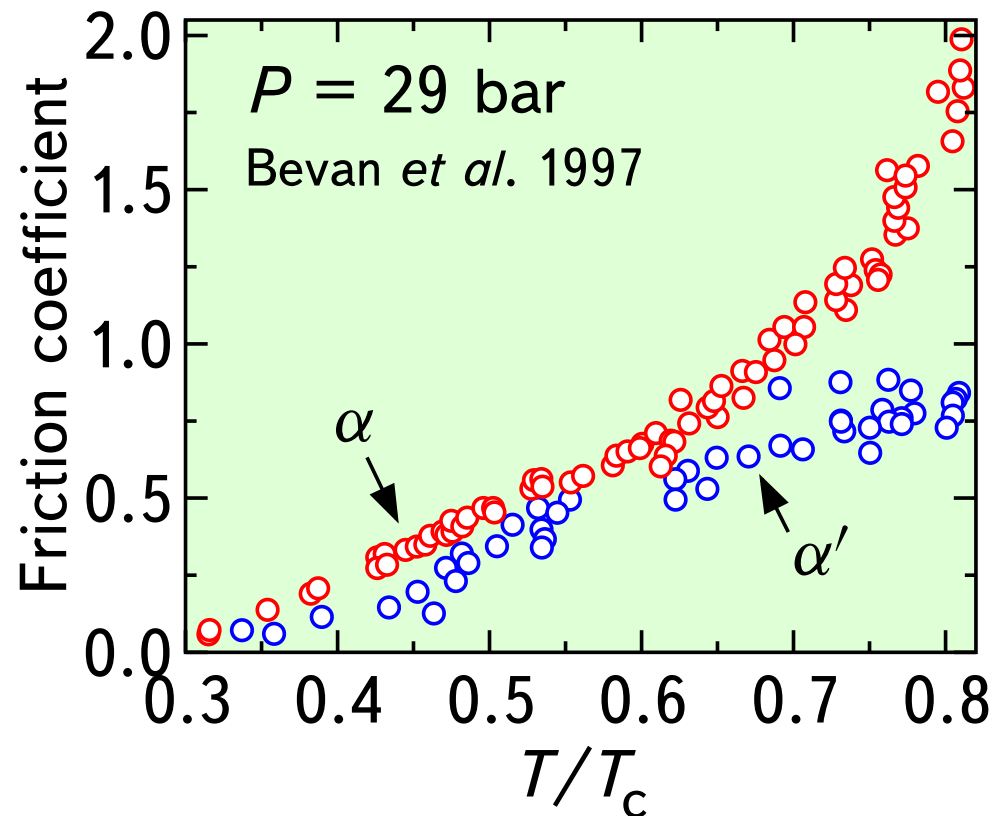 Friction coefficient
2.0
1.5
1.0
0.5
0.0
P = 29 bar
Bevan et al. 1997
α
α′
0.3 0.4 0.5 0.6 0.7 0.8
T/Tc